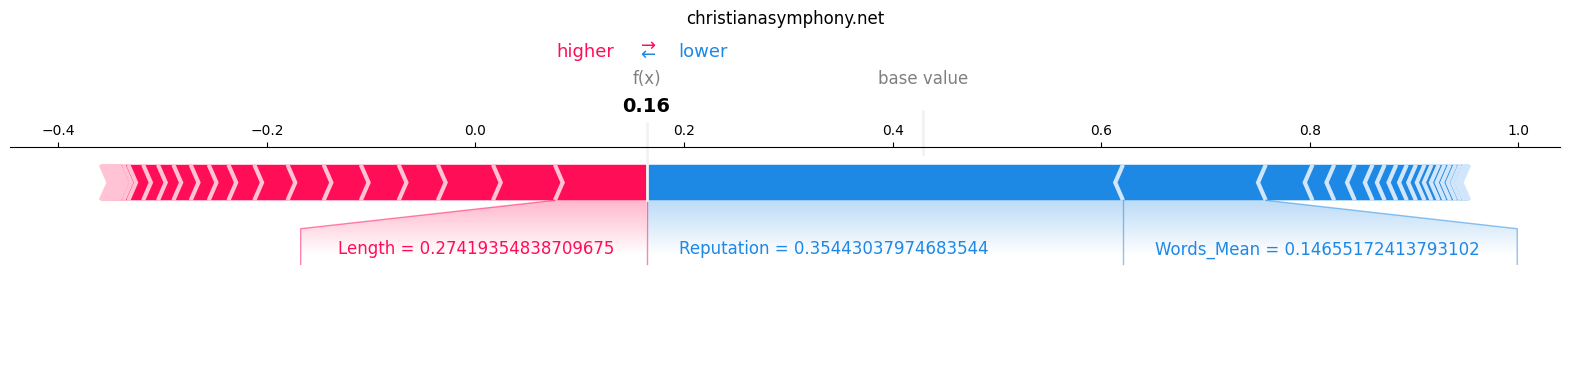 christianasymphony.net
higher ⇄ lower
f(x) base value
0.16
−0.4 −0.2 0.0 0.2 0.4 0.6 0.8 1.0
Length = 0.27419354838709675 Reputation = 0.35443037974683544 Words_Mean = 0.14655172413793102